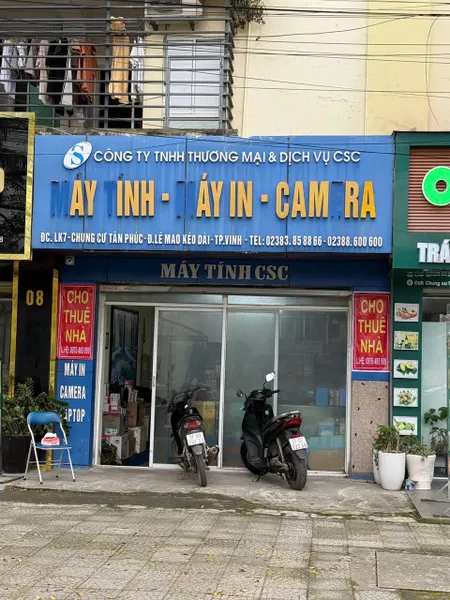 CÔNG TY TNHH THƯƠNG MẠI & DỊCH VỤ CSC
MÁY TÍNH - MÁY IN - CAMERA
ĐC. LK7 - CHUNG CƯ TÂN PHÚC - Đ.LÊ MAO KÉO DÀI - TP.VINH - TEL: 02383. 85 88 66 - 02388. 600 600
MÁY TÍNH CSC
08
CHO
THUÊ
NHÀ
MÁY IN
CAMERA
LAPTOP
CHO
THUÊ
NHÀ
TRÁ